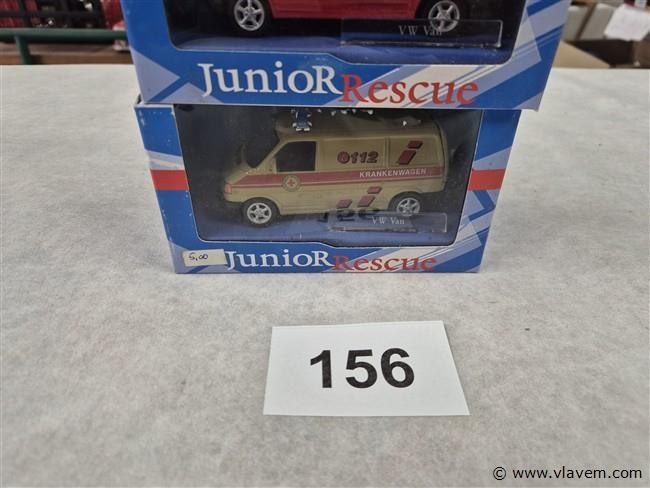 VW Van
JunioR Rescue
0112
KRANKENWAGEN
VW Van
5,00
JunioR Rescue
156
© www.vlavem.com